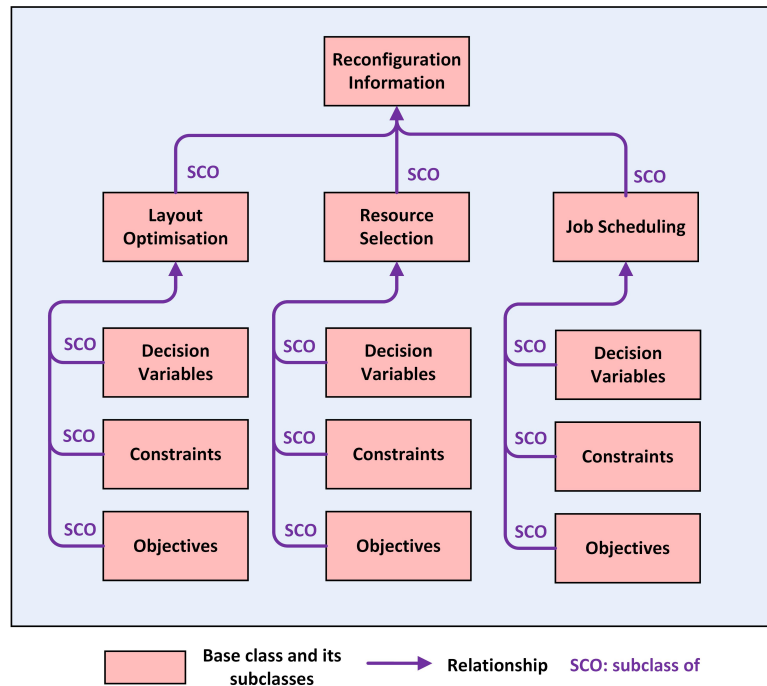 Reconfiguration
Information
SCO
SCO
SCO
Layout
Optimisation
Resource
Selection
Job Scheduling
SCO
Decision
Variables
SCO
Decision
Variables
SCO
Decision
Variables
SCO
Constraints
SCO
Constraints
SCO
Constraints
SCO
Objectives
SCO
Objectives
SCO
Objectives
Base class and its
subclasses
Relationship
SCO: subclass of